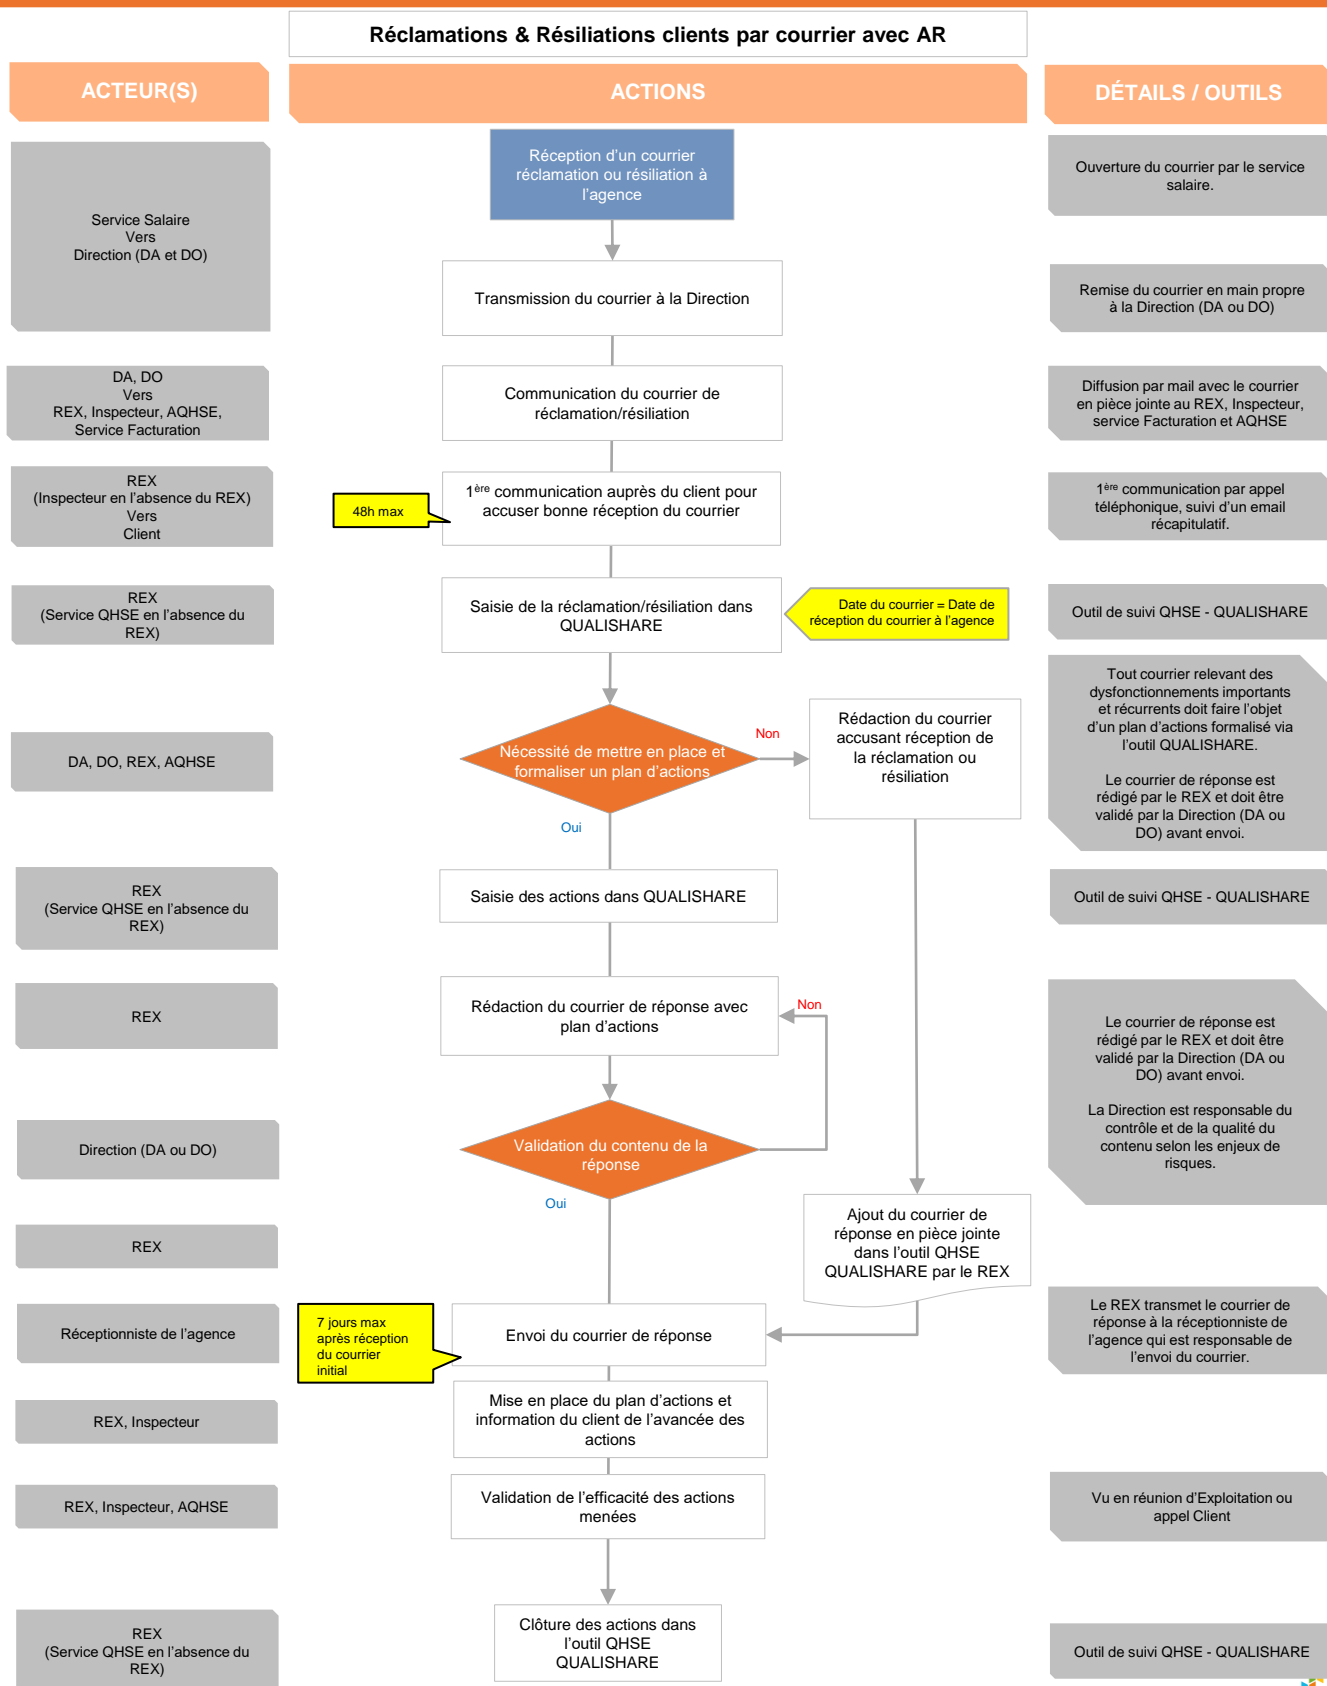 Réclamations & Résiliations clients par courrier avec AR
ACTEUR(S)
ACTIONS
DÉTAILS / OUTILS
Service Salaire
Vers
Direction (DA et DO)
Réception d'un courrier
réclamation ou résiliation à
l'agence
Ouverture du courrier par le service
salaire.
Transmission du courrier à la Direction
Remise du courrier en main propre
à la Direction (DA ou DO)
DA, DO
Vers
REX, Inspecteur, AQHSE,
Service Facturation
Communication du courrier de
réclamation/résiliation
Diffusion par mail avec le courrier
en pièce jointe au REX, Inspecteur,
service Facturation et AQHSE
REX
(Inspecteur en l'absence du REX)
Vers
Client
48h max
1ère communication auprès du client pour
accuser bonne réception du courrier
1ère communication par appel
téléphonique, suivi d'un email
récapitulatif.
REX
(Service QHSE en l'absence du
REX)
Saisie de la réclamation/résiliation dans
QUALISHARE
Date du courrier = Date de
réception du courrier à l'agence
Outil de suivi QHSE - QUALISHARE
DA, DO, REX, AQHSE
Nécessité de mettre en place et
formaliser un plan d'actions
Non
Oui
Rédaction du courrier
accusant réception de
la réclamation ou
résiliation
Tout courrier relevant des
dysfonctionnements importants
et récurrents doit faire l'objet
d'un plan d'actions formalisé via
l'outil QUALISHARE.
Le courrier de réponse est
rédigé par le REX et doit être
validé par la Direction (DA ou
DO) avant envoi.
REX
(Service QHSE en l'absence du
REX)
Saisie des actions dans QUALISHARE
Outil de suivi QHSE - QUALISHARE
REX
Rédaction du courrier de réponse avec
plan d'actions
Non
Le courrier de réponse est
rédigé par le REX et doit être
validé par la Direction (DA ou
DO) avant envoi.
La Direction est responsable du
contrôle et de la qualité du
contenu selon les enjeux de
risques.
Direction (DA ou DO)
Validation du contenu de la
réponse
Oui
REX
Ajout du courrier de
réponse en pièce jointe
dans l'outil QHSE
QUALISHARE par le REX
Réceptionniste de l'agence
7 jours max
après réception
du courrier
initial
Envoi du courrier de réponse
Le REX transmet le courrier de
réponse à la réceptionniste de
l'agence qui est responsable de
l'envoi du courrier.
REX, Inspecteur
Mise en place du plan d'actions et
information du client de l'avancée des
actions
REX, Inspecteur, AQHSE
Validation de l'efficacité des actions
menées
Vu en réunion d'Exploitation ou
appel Client
REX
(Service QHSE en l'absence du
REX)
Clôture des actions dans
l'outil QHSE
QUALISHARE
Outil de suivi QHSE - QUALISHARE